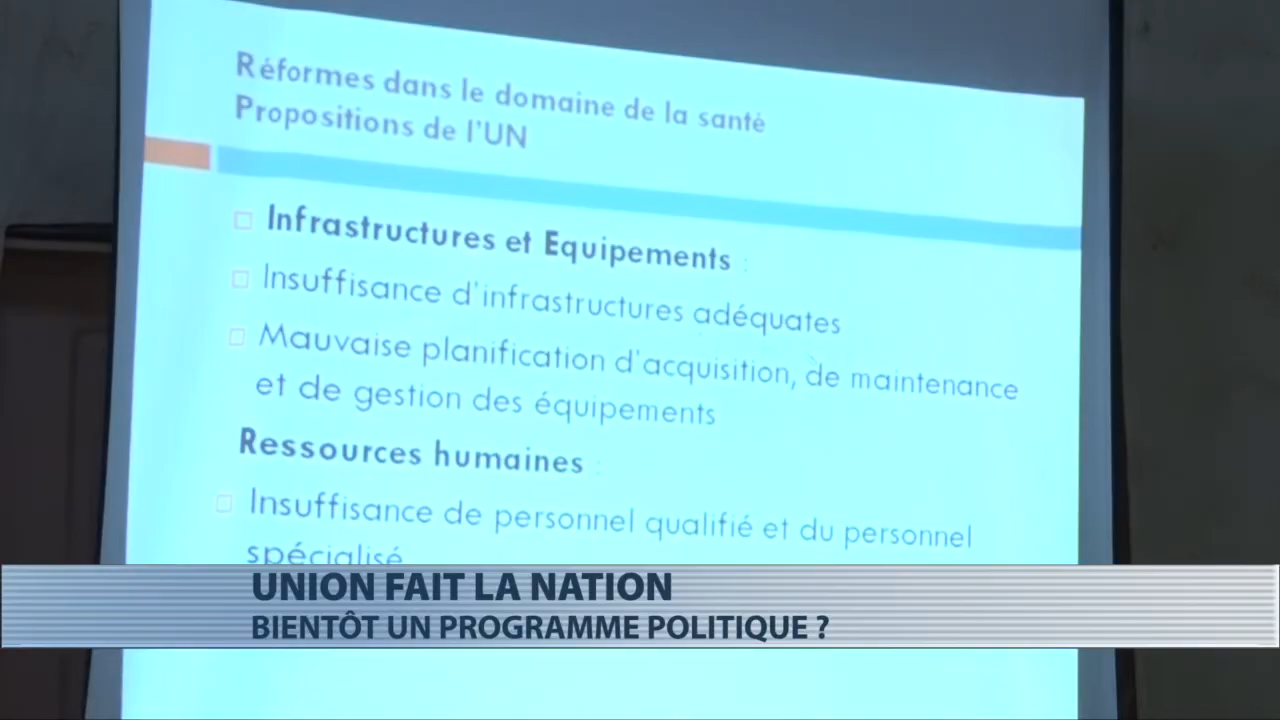 Réformes dans le domaine de la santé
Propositions de l'UN
Infrastructures et Equipements :
Insuffisance d'infrastructures adéquates
Mauvaise planification d'acquisition, de maintenance
et de gestion des équipements
Ressources humaines :
Insuffisance de personnel qualifié et du personnel
spécialisé
UNION FAIT LA NATION
BIENTÔT UN PROGRAMME POLITIQUE ?